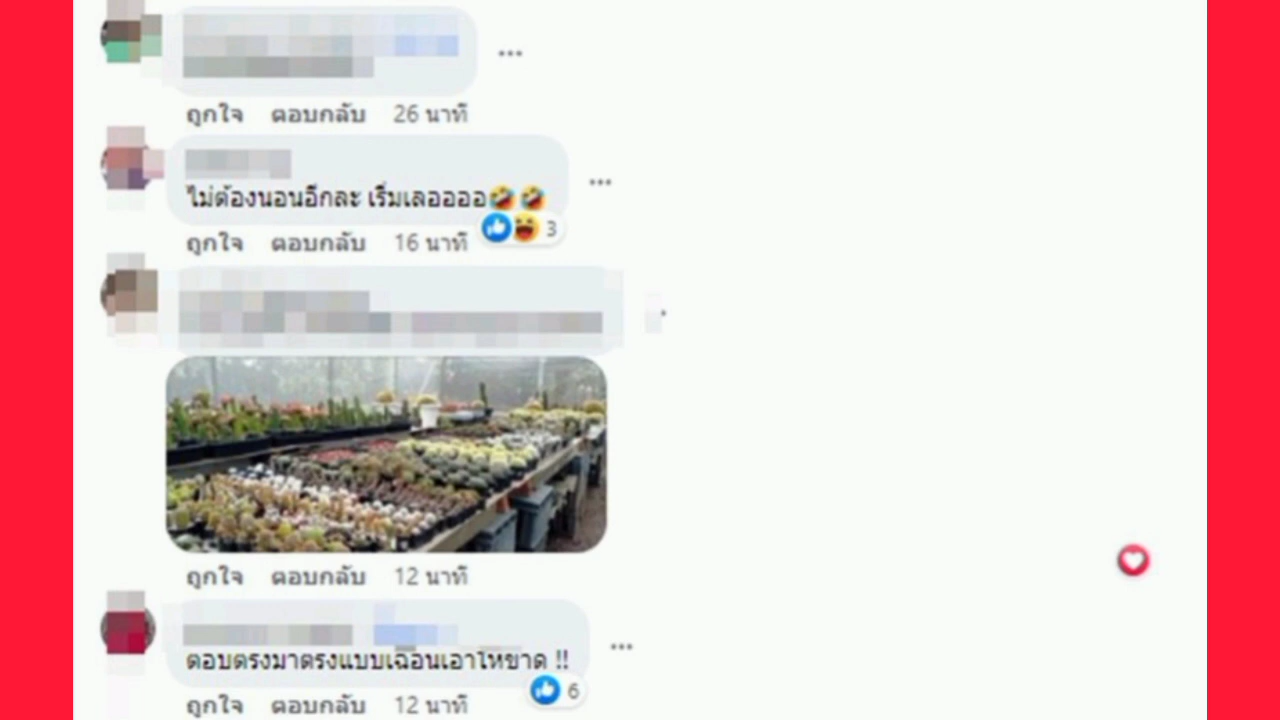 ถูกใจ ตอบกลับ 26 นาที
ไม่ต้องนอนอีกละ เริ่มเลออออ🤣🤣
3
ถูกใจ ตอบกลับ 16 นาที
ถูกใจ ตอบกลับ 12 นาที
ตอบตรงมาตรงแบบเฉือนเอาให้ขาด !!
6
ถูกใจ ตอบกลับ 12 นาที